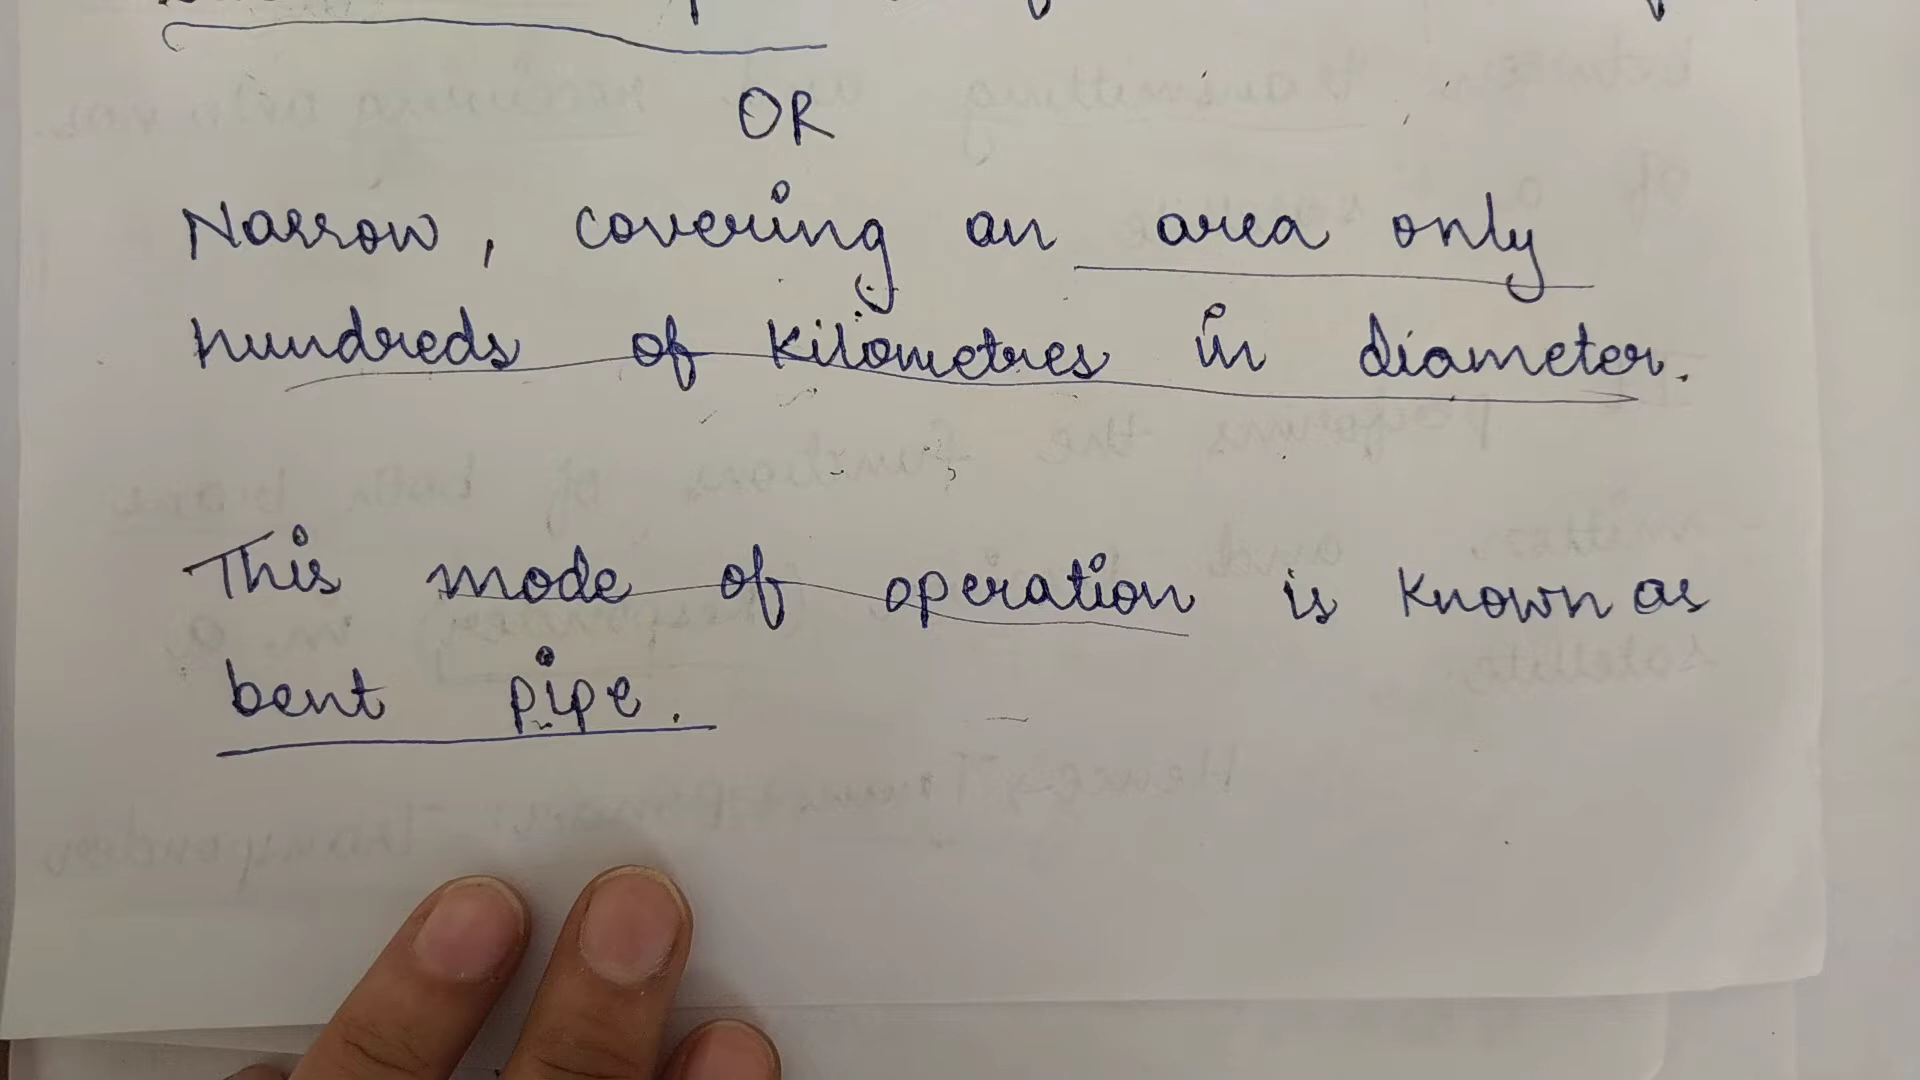 OR
Narrow, covering an area only
hundreds of kilometres in diameter.
This mode of operation is known as
bent pipe.